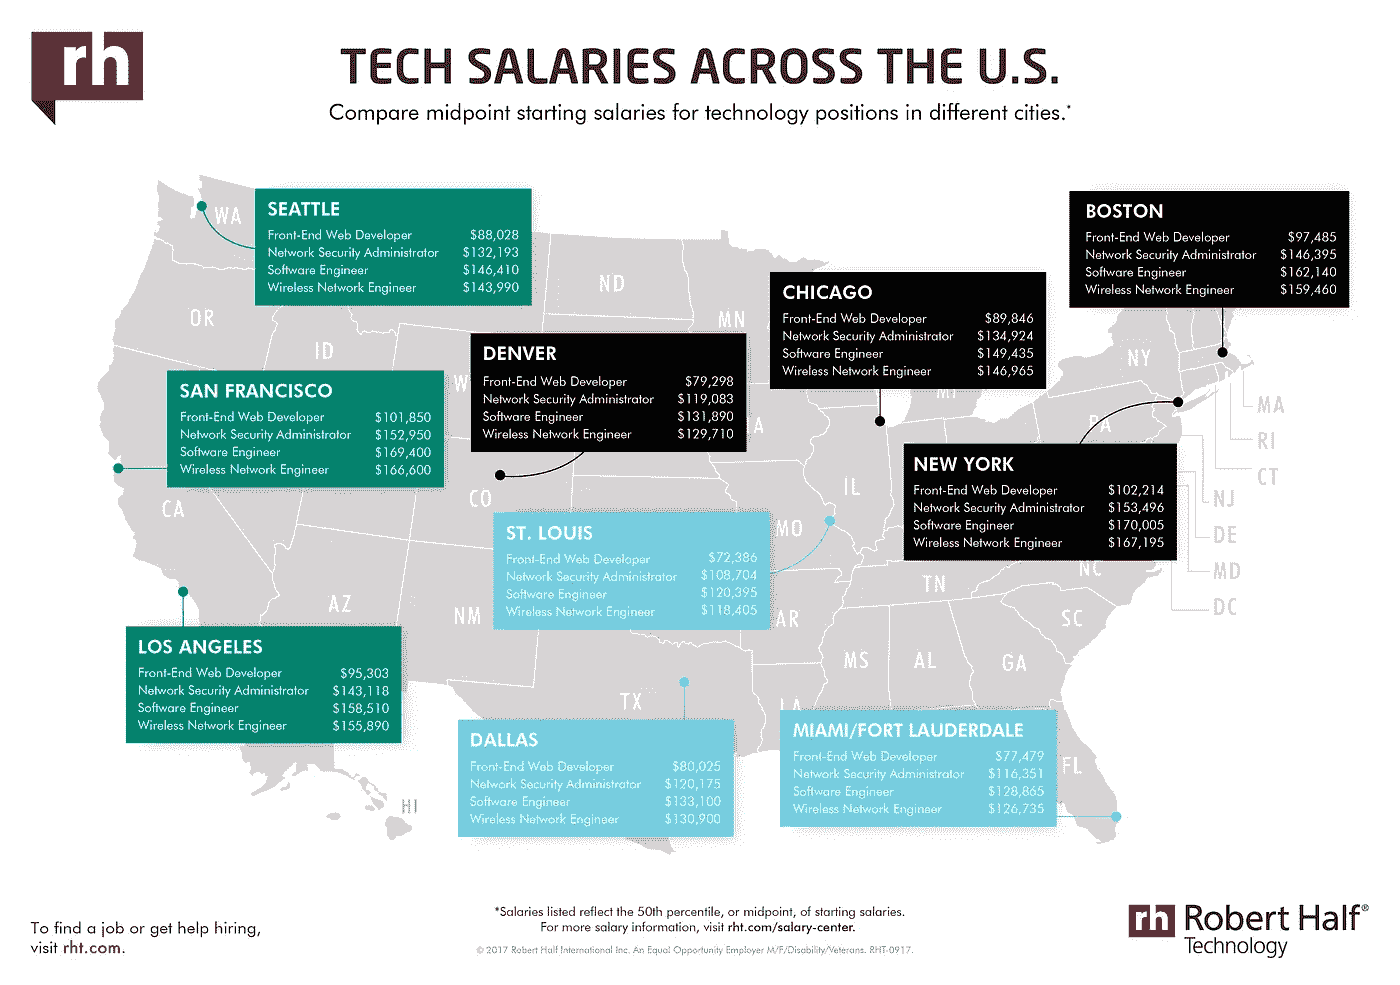 rh
TECH SALARIES ACROSS THE U.S.
Compare midpoint starting salaries for technology positions in different cities.*
WA
SEATTLE
Front-End Web Developer $88,028
Network Security Administrator $132,193
Software Engineer $146,410
Wireless Network Engineer $143,990
BOSTON
Front-End Web Developer $97,485
Network Security Administrator $146,395
Software Engineer $162,140
Wireless Network Engineer $159,460
ND
OR
MN
CHICAGO
Front-End Web Developer $89,846
Network Security Administrator $134,924
Software Engineer $149,435
Wireless Network Engineer $146,965
ID
NY
DENVER
Front-End Web Developer $79,298
Network Security Administrator $119,083
Software Engineer $131,890
Wireless Network Engineer $129,710
SAN FRANCISCO
Front-End Web Developer $101,850
Network Security Administrator $152,950
Software Engineer $169,400
Wireless Network Engineer $166,600
MI
MA
PA
RI
CT
NEW YORK
Front-End Web Developer $102,214
Network Security Administrator $153,496
Software Engineer $170,005
Wireless Network Engineer $167,195
CA
CO
IL
NJ
MO
DE
ST. LOUIS
Front-End Web Developer $72,386
Network Security Administrator $108,704
Software Engineer $120,395
Wireless Network Engineer $118,405
NC
MD
TN
AZ
NM
AR
SC
DC
LOS ANGELES
Front-End Web Developer $95,303
Network Security Administrator $143,118
Software Engineer $158,510
Wireless Network Engineer $155,890
MS
AL
GA
TX
LA
DALLAS
Front-End Web Developer $80,025
Network Security Administrator $120,175
Software Engineer $133,100
Wireless Network Engineer $130,900
MIAMI/FORT LAUDERDALE
Front-End Web Developer $77,479
Network Security Administrator $116,351
Software Engineer $128,865
Wireless Network Engineer $126,735
FL
HI
To find a job or get help hiring,
visit rht.com.
*Salaries listed reflect the 50th percentile, or midpoint, of starting salaries.
For more salary information, visit rht.com/salary-center.
© 2017 Robert Half International Inc. An Equal Opportunity Employer M/F/Disability/Veterans. RHT-0917.
rh Robert Half®
Technology